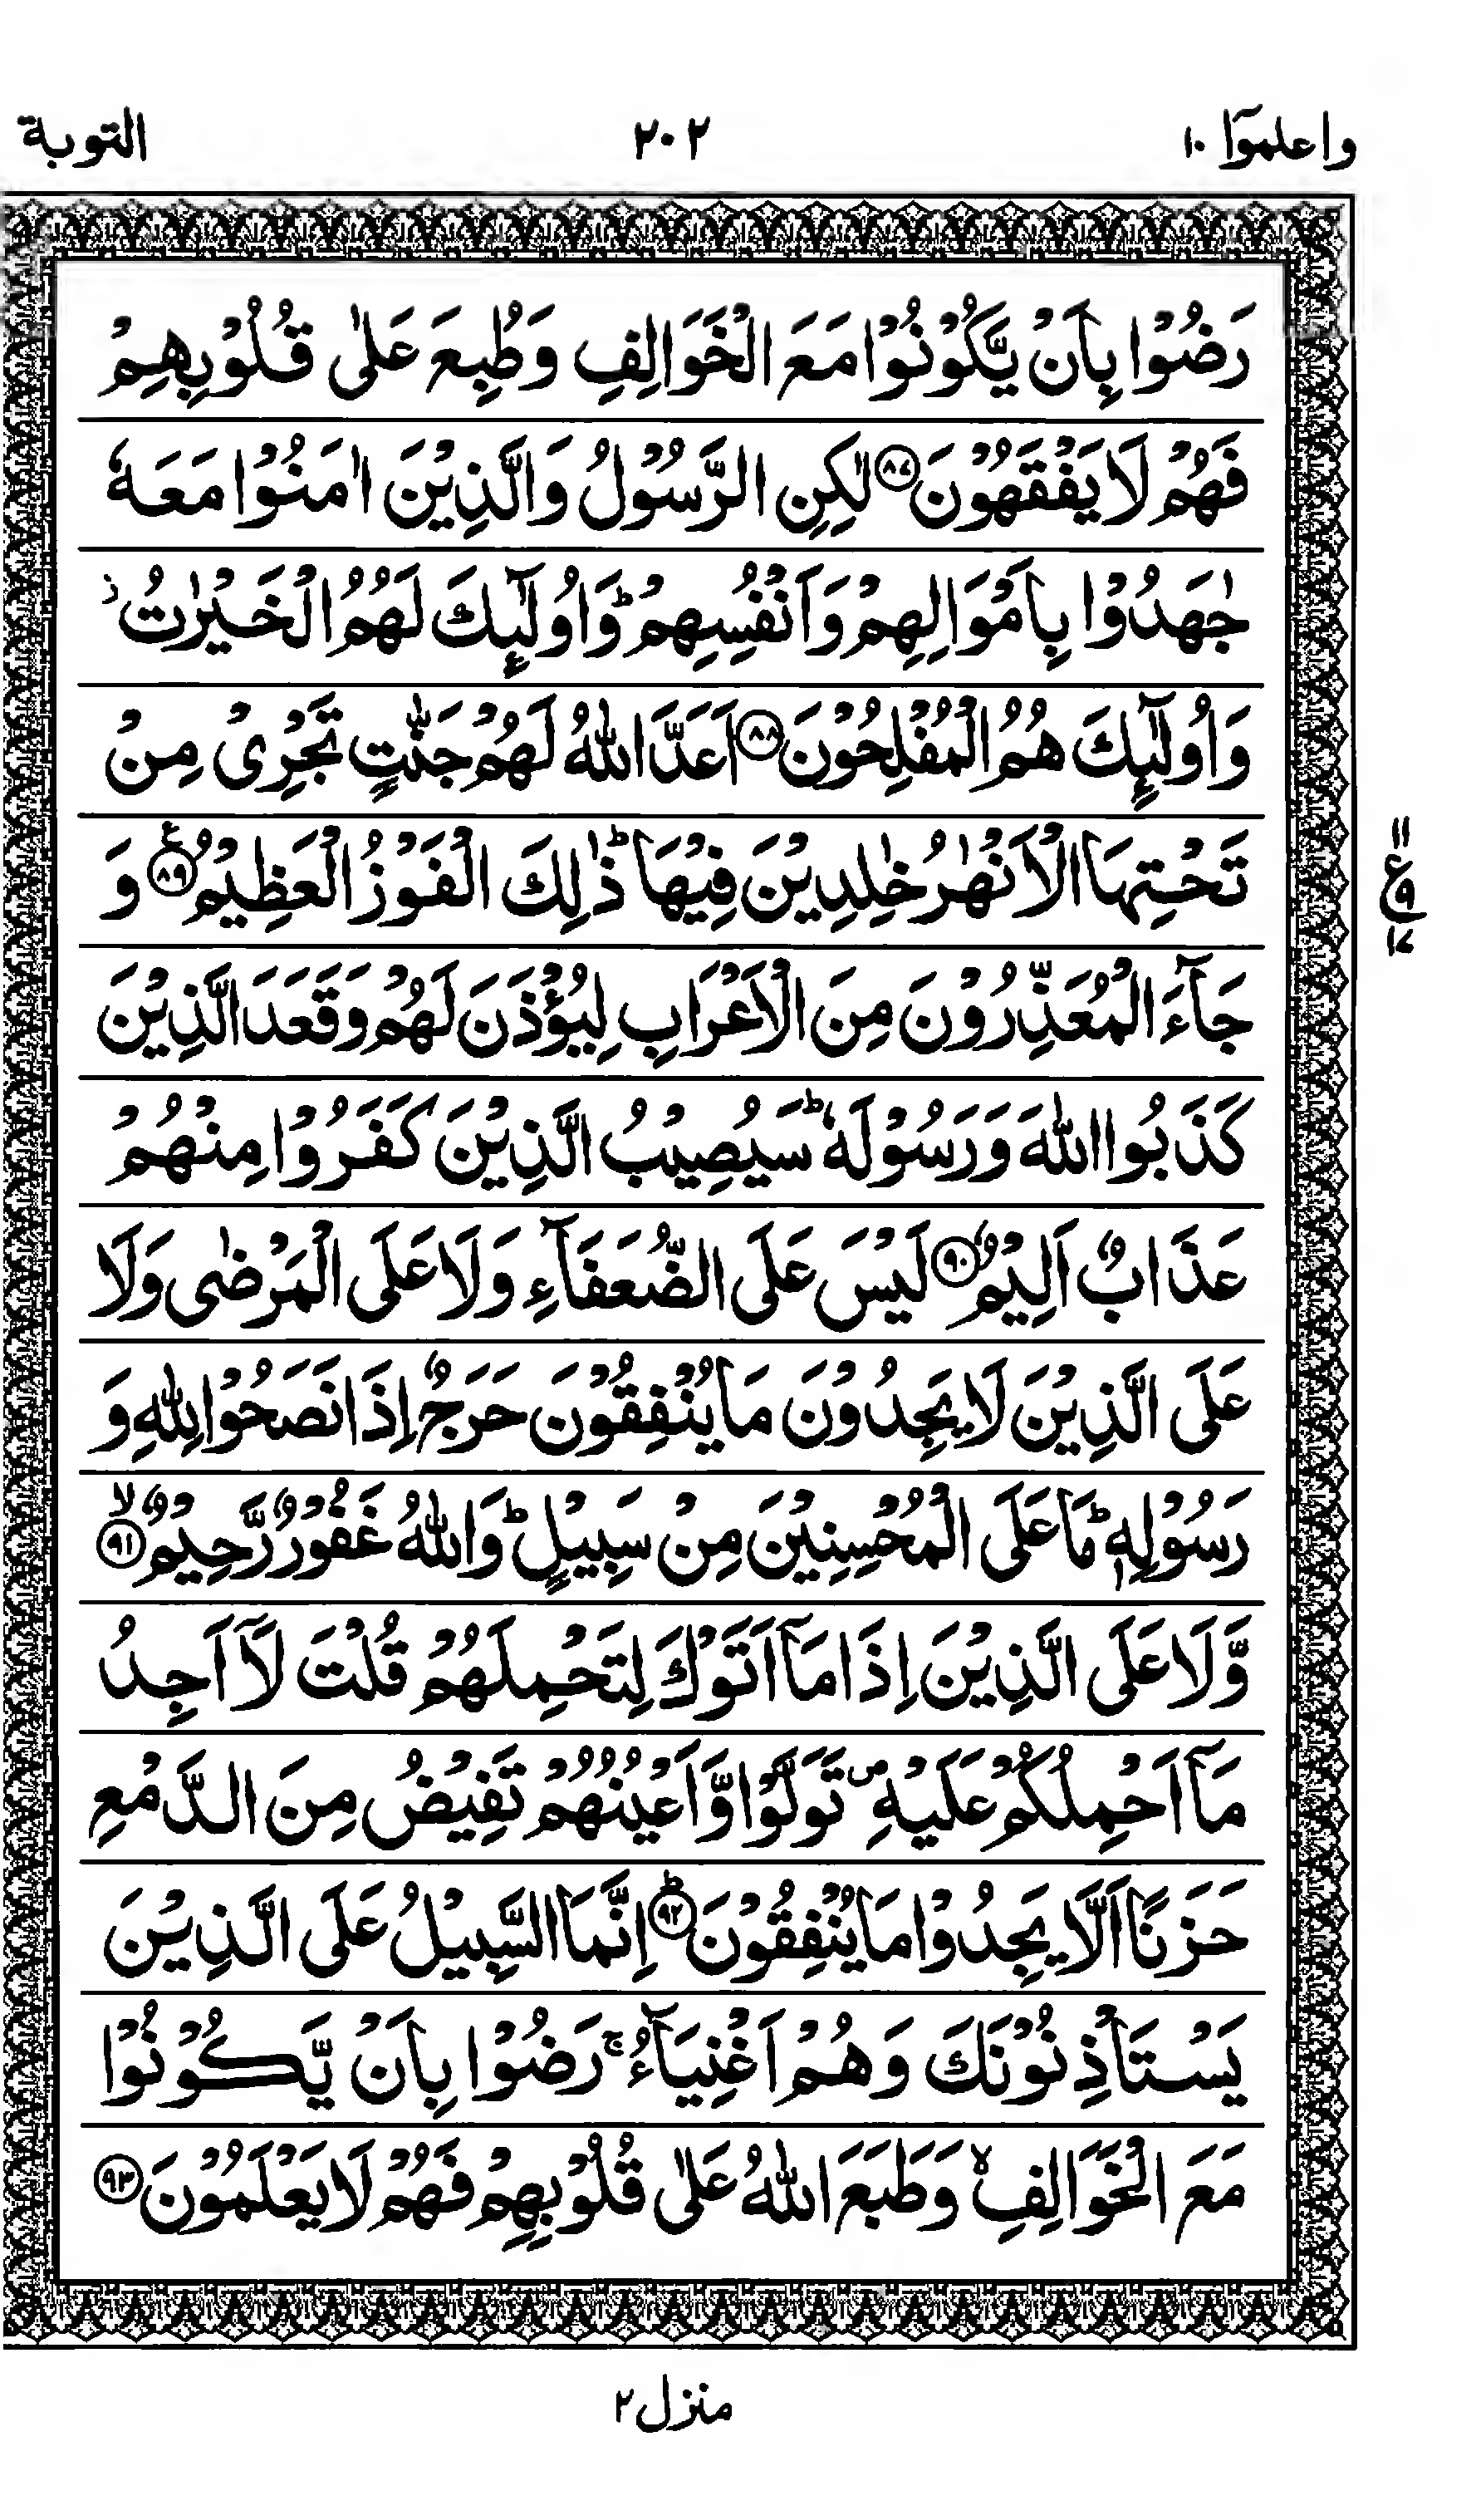 واعلموٓا ١٠
٢٠٢
التوبة
رَضُوْا بِاَنْ يَّكُوْنُوْا مَعَ الْخَوَالِفِ وَطُبِعَ عَلٰى قُلُوْبِهِمْ
فَهُمْ لَا يَفْقَهُوْنَ ﴿٨٧﴾ لٰكِنِ الرَّسُوْلُ وَالَّذِيْنَ اٰمَنُوْا مَعَهٗ
جٰهَدُوْا بِاَمْوَالِهِمْ وَاَنْفُسِهِمْ ؕ وَاُولٰٓئِكَ لَهُمُ الْخَيْرٰتُ ؗ
وَاُولٰٓئِكَ هُمُ الْمُفْلِحُوْنَ ﴿٨٨﴾ اَعَدَّ اللّٰهُ لَهُمْ جَنّٰتٍ تَجْرِىْ مِنْ
تَحْتِهَا الْاَنْهٰرُ خٰلِدِيْنَ فِيْهَا ؕ ذٰلِكَ الْفَوْزُ الْعَظِيْمُ ﴿٨٩﴾ ع وَ
١١
ع ٩
١٧
جَآءَ الْمُعَذِّرُوْنَ مِنَ الْاَعْرَابِ لِيُؤْذَنَ لَهُمْ وَقَعَدَ الَّذِيْنَ
كَذَبُوا اللّٰهَ وَرَسُوْلَهٗ ؕ سَيُصِيْبُ الَّذِيْنَ كَفَرُوْا مِنْهُمْ
عَذَابٌ اَلِيْمٌ ﴿٩٠﴾ لَيْسَ عَلَى الضُّعَفَآءِ وَلَا عَلَى الْمَرْضٰى وَلَا
عَلَى الَّذِيْنَ لَا يَجِدُوْنَ مَا يُنْفِقُوْنَ حَرَجٌ اِذَا نَصَحُوْا لِلّٰهِ وَ
رَسُوْلِهٖ ؕ مَا عَلَى الْمُحْسِنِيْنَ مِنْ سَبِيْلٍ ؕ وَاللّٰهُ غَفُوْرٌ رَّحِيْمٌ ﴿٩١﴾ ۙ
وَّلَا عَلَى الَّذِيْنَ اِذَا مَاۤ اَتَوْكَ لِتَحْمِلَهُمْ قُلْتَ لَاۤ اَجِدُ
مَاۤ اَحْمِلُكُمْ عَلَيْهِ ۪ تَوَلَّوْا وَّاَعْيُنُهُمْ تَفِيْضُ مِنَ الدَّمْعِ
حَزَنًا اَلَّا يَجِدُوْا مَا يُنْفِقُوْنَ ﴿٩٢﴾ ؕ اِنَّمَا السَّبِيْلُ عَلَى الَّذِيْنَ
يَسْتَاْذِنُوْنَكَ وَهُمْ اَغْنِيَآءُ ۚ رَضُوْا بِاَنْ يَّكُوْنُوْا
مَعَ الْخَوَالِفِ ۙ وَطَبَعَ اللّٰهُ عَلٰى قُلُوْبِهِمْ فَهُمْ لَا يَعْلَمُوْنَ ﴿٩٣﴾
منزل ٢